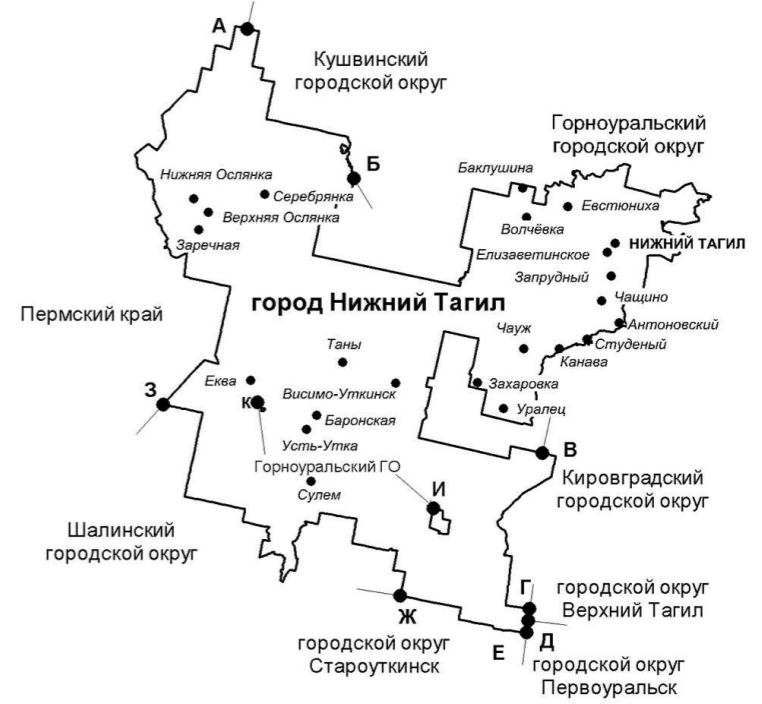 А
Кушвинский
городской округ
Горноуральский
городской округ
Б
Баклушина
Нижняя Ослянка
Серебрянка
Евстюниха
Верхняя Ослянка
Волчёвка
Заречная
НИЖНИЙ ТАГИЛ
Елизаветинское
Запрудный
город Нижний Тагил
Чащино
Пермский край
Антоновский
Чауж
Студеный
Таны
Канава
З
Еква
Висимо-Уткинск
Захаровка
К
Баронская
Уралец
Усть-Утка
В
Горноуральский ГО
Кировградский
городской округ
И
Сулем
Шалинский
городской округ
Г
городской округ
Верхний Тагил
Ж
Д
Е
городской округ
Староуткинск
городской округ
Первоуральск